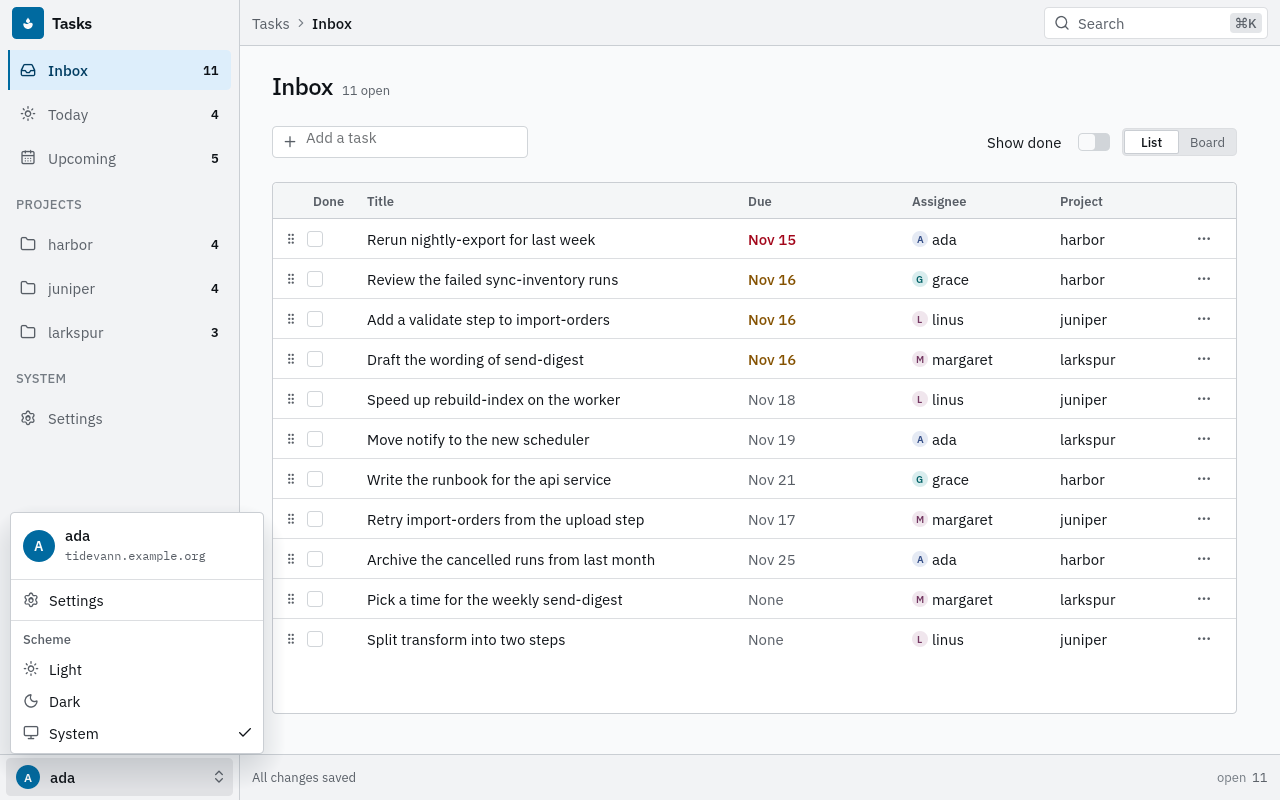 Tasks
Inbox 11
Today 4
Upcoming 5
PROJECTS
harbor 4
juniper 4
larkspur 3
SYSTEM
Settings
A ada
tidevann.example.org
Settings
Scheme
Light
Dark
System
A ada
Tasks > Inbox
Search ⌘K
Inbox 11 open
Add a task
Show done List Board
Done Title Due Assignee Project
Rerun nightly-export for last week Nov 15 A ada harbor
Review the failed sync-inventory runs Nov 16 G grace harbor
Add a validate step to import-orders Nov 16 L linus juniper
Draft the wording of send-digest Nov 16 M margaret larkspur
Speed up rebuild-index on the worker Nov 18 L linus juniper
Move notify to the new scheduler Nov 19 A ada larkspur
Write the runbook for the api service Nov 21 G grace harbor
Retry import-orders from the upload step Nov 17 M margaret juniper
Archive the cancelled runs from last month Nov 25 A ada harbor
Pick a time for the weekly send-digest None M margaret larkspur
Split transform into two steps None L linus juniper
All changes saved open 11